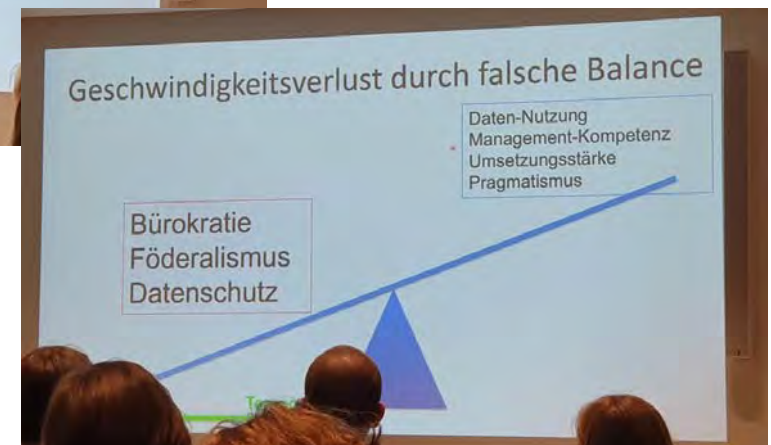 Geschwindigkeitsverlust durch falsche Balance
Daten-Nutzung
Management-Kompetenz
Umsetzungsstärke
Pragmatismus
Bürokratie
Föderalismus
Datenschutz